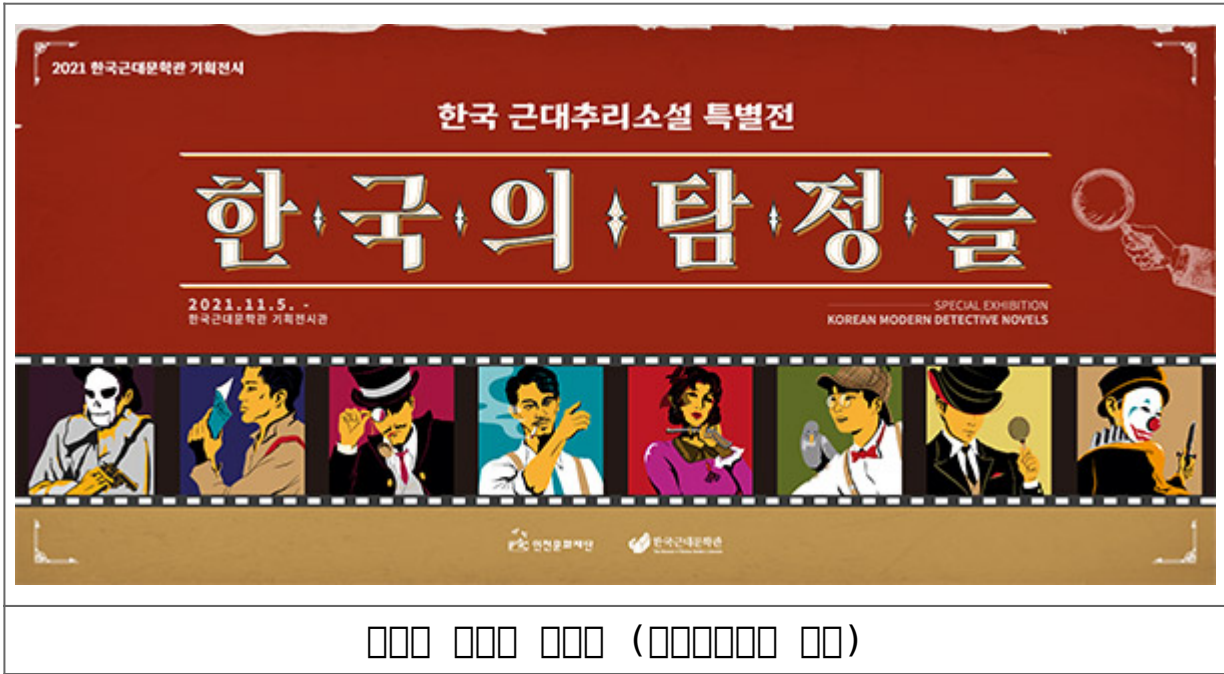 2021 한국근대문학관 기획전시
한국 근대추리소설 특별전
한국의탐정들
2021.11.5. -
한국근대문학관 기획전시관
SPECIAL EXHIBITION
KOREAN MODERN DETECTIVE NOVELS
인천문화재단
한국근대문학관